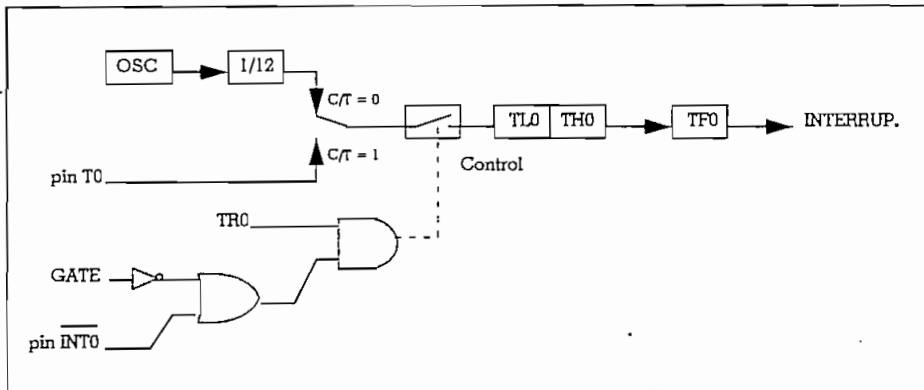 OSC
1/12
C/T = 0
TL0 TH0
TF0
INTERRUP.
C/T = 1
Control
pin T0
TR0
GATE
pin INT0